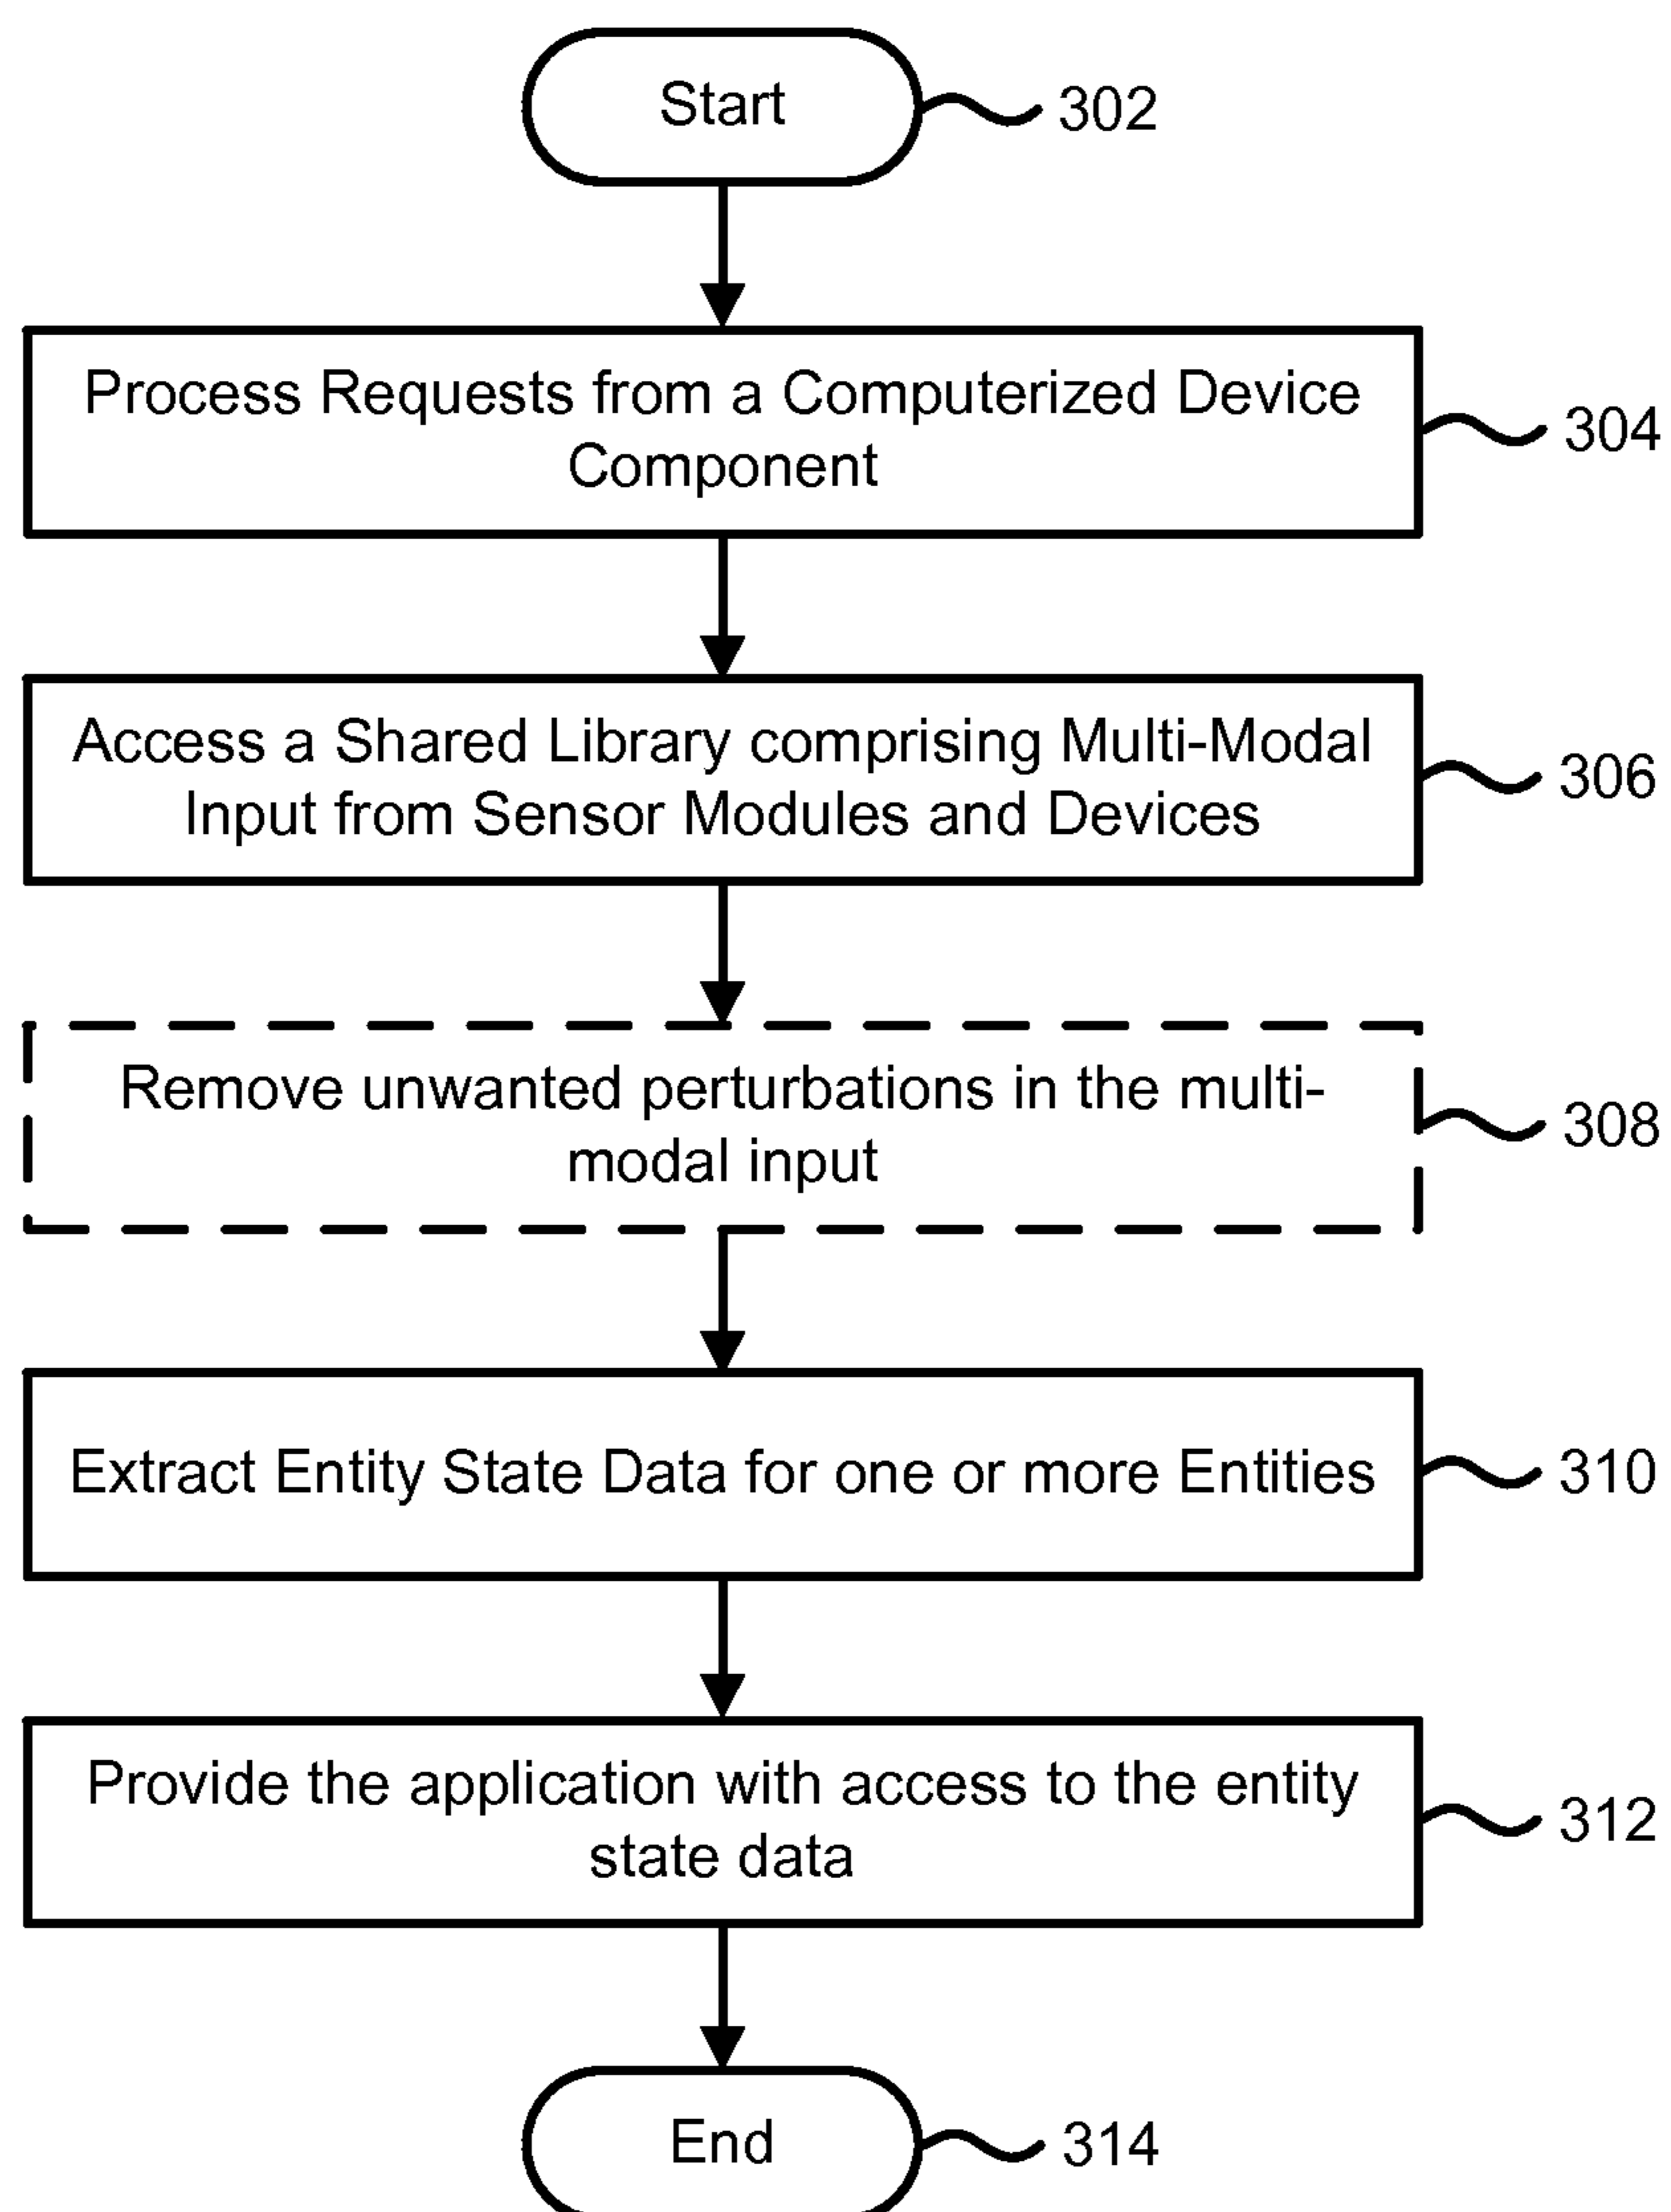 Start
302
Process Requests from a Computerized Device
Component
304
Access a Shared Library comprising Multi-Modal
Input from Sensor Modules and Devices
306
Remove unwanted perturbations in the multi-
modal input
308
Extract Entity State Data for one or more Entities
310
Provide the application with access to the entity
state data
312
End
314